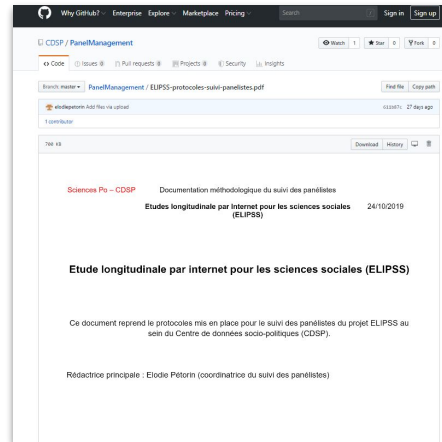 Why GitHub? Enterprise Explore Marketplace Pricing Search / Sign in Sign up
CDSP / PanelManagement Watch 1 Star 0 Fork 0
Code Issues 0 Pull requests 0 Projects 0 Security Insights
Branch: master PanelManagement / ELIPSS-protocoles-suivi-panelistes.pdf Find file Copy path
elodiepetorin Add files via upload 27 days ago
1 contributor
Download History
Sciences Po – CDSP Documentation méthodologique du suivi des panélistes
Etudes longitudinale par Internet pour les sciences sociales 24/10/2019
(ELIPSS)
Etude longitudinale par internet pour les sciences sociales (ELIPSS)
Ce document reprend le protocoles mis en place pour le suivi des panélistes du projet ELIPSS au
sein du Centre de données socio-politiques (CDSP).
Rédactrice principale : Elodie Pétorin (coordinatrice du suivi des panélistes)